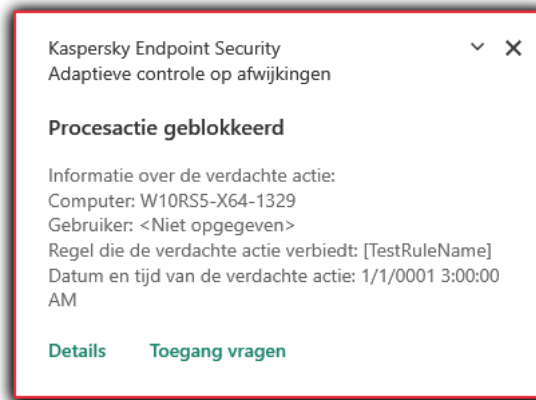 Kaspersky Endpoint Security
Adaptieve controle op afwijkingen
Procesactie geblokkeerd
Informatie over de verdachte actie:
Computer: W10RS5-X64-1329
Gebruiker: <Niet opgegeven>
Regel die de verdachte actie verbiedt: [TestRuleName]
Datum en tijd van de verdachte actie: 1/1/0001 3:00:00
AM
Details Toegang vragen